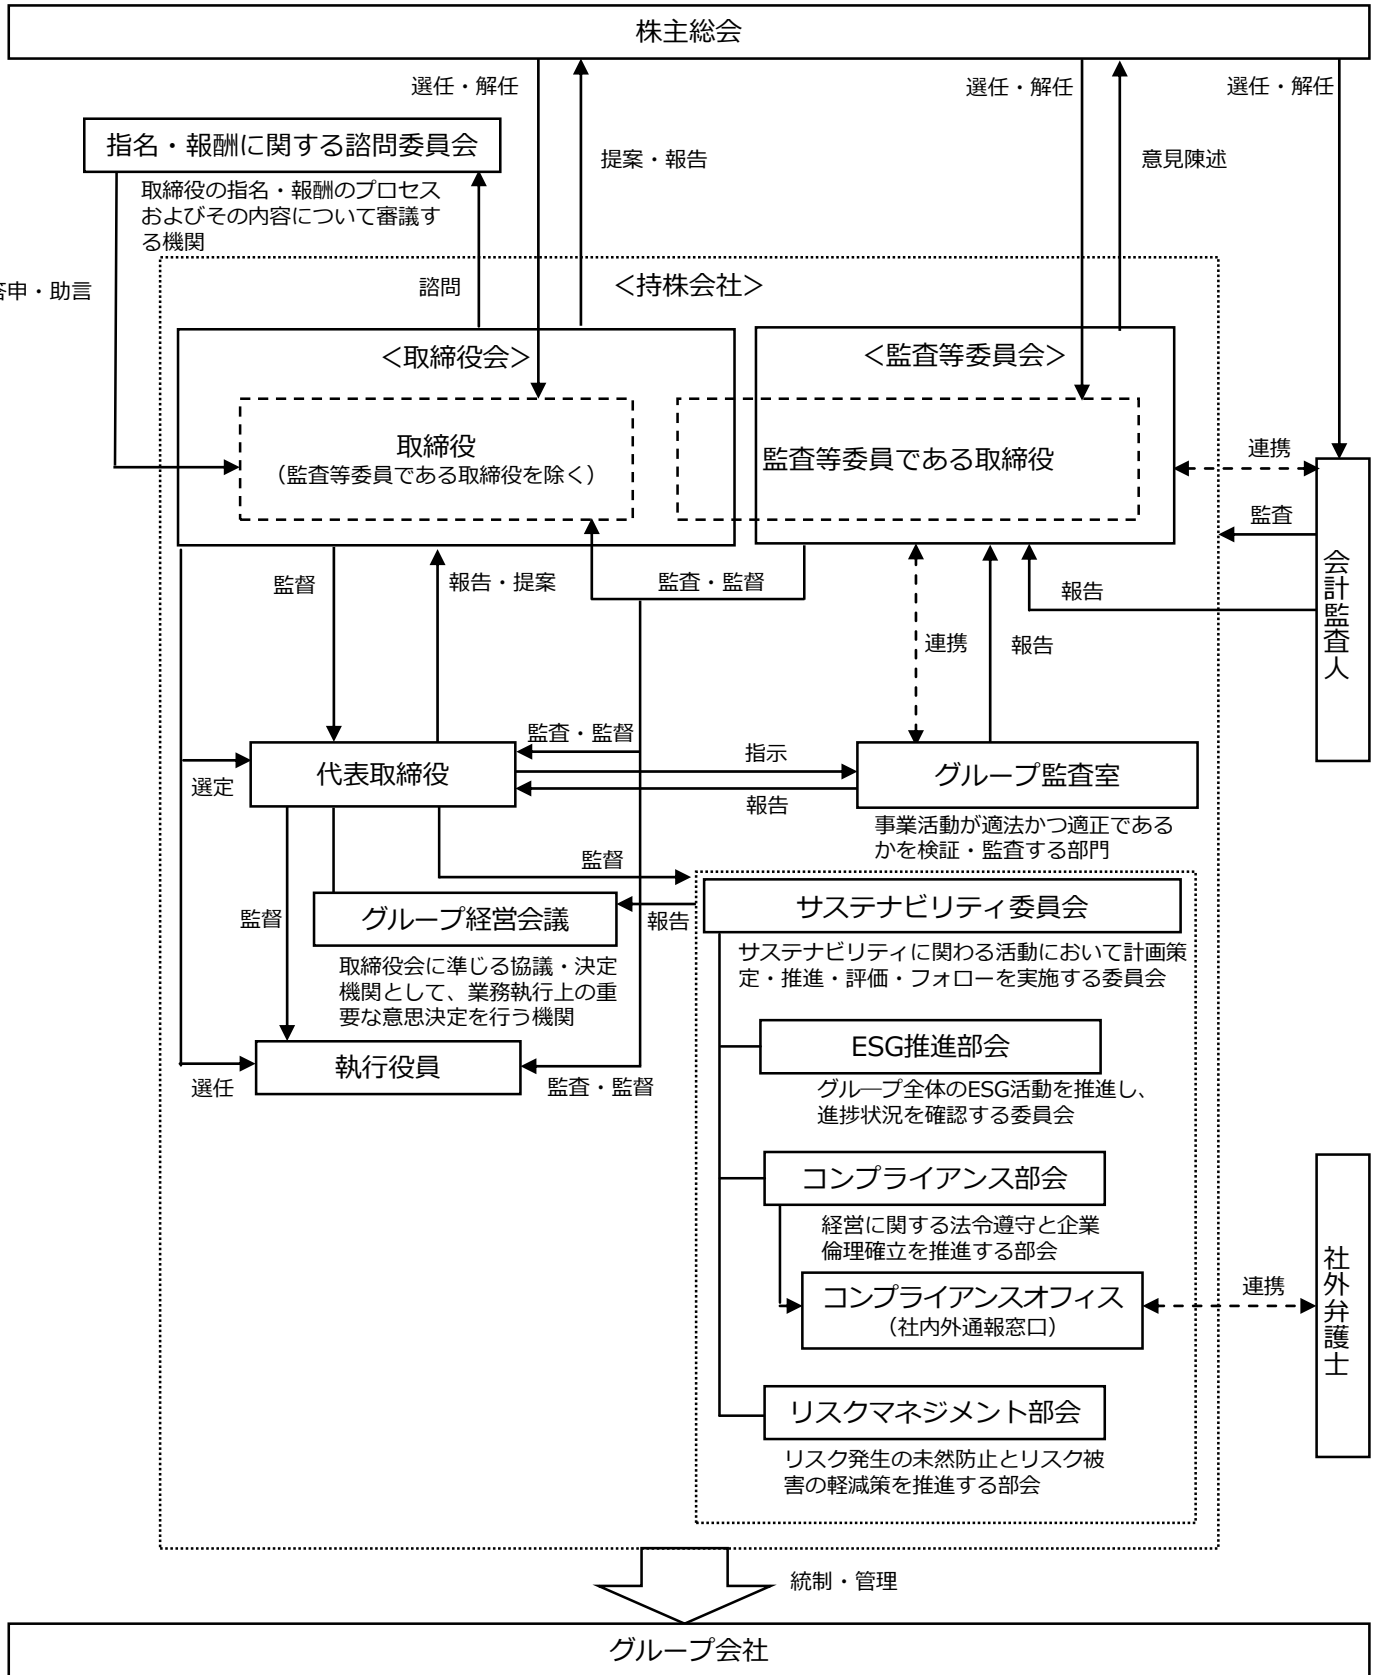 株主総会
選任・解任
選任・解任
選任・解任
指名・報酬に関する諮問委員会
提案・報告
意見陳述
取締役の指名・報酬のプロセス
およびその内容について審議す
る機関
諮問
＜持株会社＞
申・助言
＜取締役会＞
＜監査等委員会＞
取締役
（監査等委員である取締役を除く）
監査等委員である取締役
連携
監査
会計監査人
監督
報告・提案
監査・監督
報告
連携
報告
監査・監督
指示
代表取締役
グループ監査室
選定
報告
事業活動が適法かつ適正である
かを検証・監査する部門
監督
サステナビリティ委員会
監督
グループ経営会議
報告
サステナビリティに関わる活動において計画策
定・推進・評価・フォローを実施する委員会
取締役会に準じる協議・決定
機関として、業務執行上の重
要な意思決定を行う機関
ESG推進部会
執行役員
選任
監査・監督
グループ全体のESG活動を推進し、
進捗状況を確認する委員会
コンプライアンス部会
経営に関する法令遵守と企業
倫理確立を推進する部会
コンプライアンスオフィス
（社内外通報窓口）
連携
社外弁護士
リスクマネジメント部会
リスク発生の未然防止とリスク被
害の軽減策を推進する部会
統制・管理
グループ会社